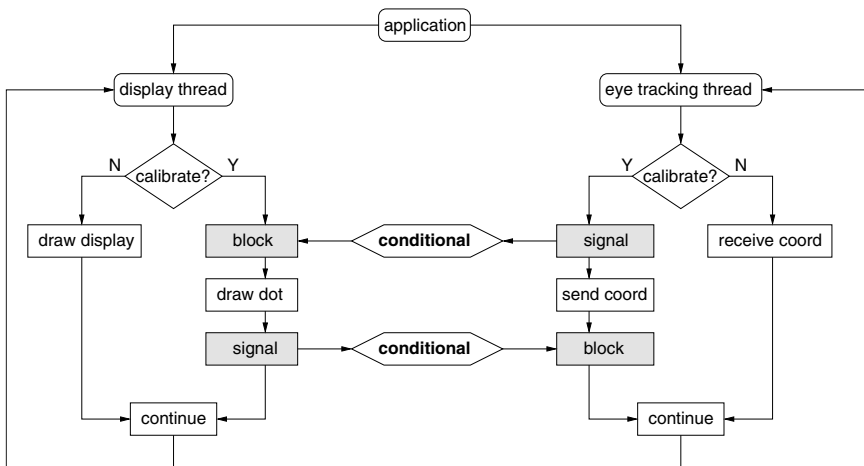 application
display thread
eye tracking thread
N
calibrate?
Y
Y
calibrate?
N
draw display
block
conditional
signal
receive coord
draw dot
send coord
signal
conditional
block
continue
continue